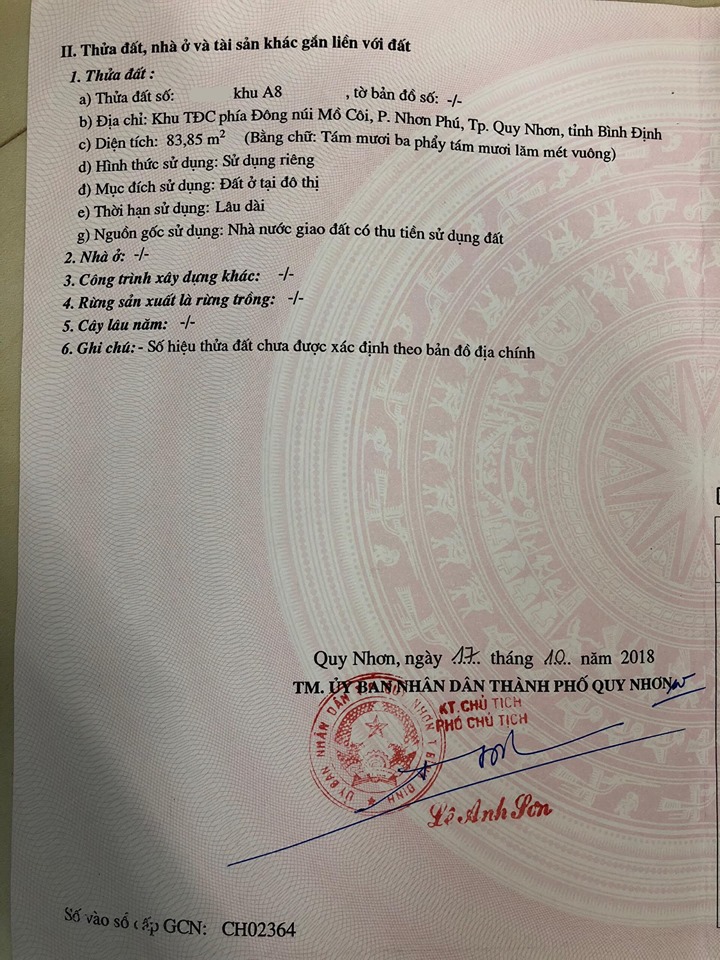 II. Thửa đất, nhà ở và tài sản khác gắn liền với đất
1. Thửa đất :
a) Thửa đất số: khu A8 , tờ bản đồ số: -/-
b) Địa chỉ: Khu TĐC phía Đông núi Mồ Côi, P. Nhơn Phú, Tp. Quy Nhơn, tỉnh Bình Định
c) Diện tích: 83,85 m² (Bằng chữ: Tám mươi ba phẩy tám mươi lăm mét vuông)
d) Hình thức sử dụng: Sử dụng riêng
đ) Mục đích sử dụng: Đất ở tại đô thị
e) Thời hạn sử dụng: Lâu dài
g) Nguồn gốc sử dụng: Nhà nước giao đất có thu tiền sử dụng đất
2. Nhà ở: -/-
3. Công trình xây dựng khác: -/-
4. Rừng sản xuất là rừng trồng: -/-
5. Cây lâu năm: -/-
6. Ghi chú: - Số hiệu thửa đất chưa được xác định theo bản đồ địa chính
Quy Nhơn, ngày 17 tháng 10 năm 2018
TM. ỦY BAN NHÂN DÂN THÀNH PHỐ QUY NHƠN
KT.CHỦ TỊCH
PHÓ CHỦ TỊCH
ỦY BAN NHÂN DÂN
Lê Anh Sơn
Số vào sổ cấp GCN: CH02364